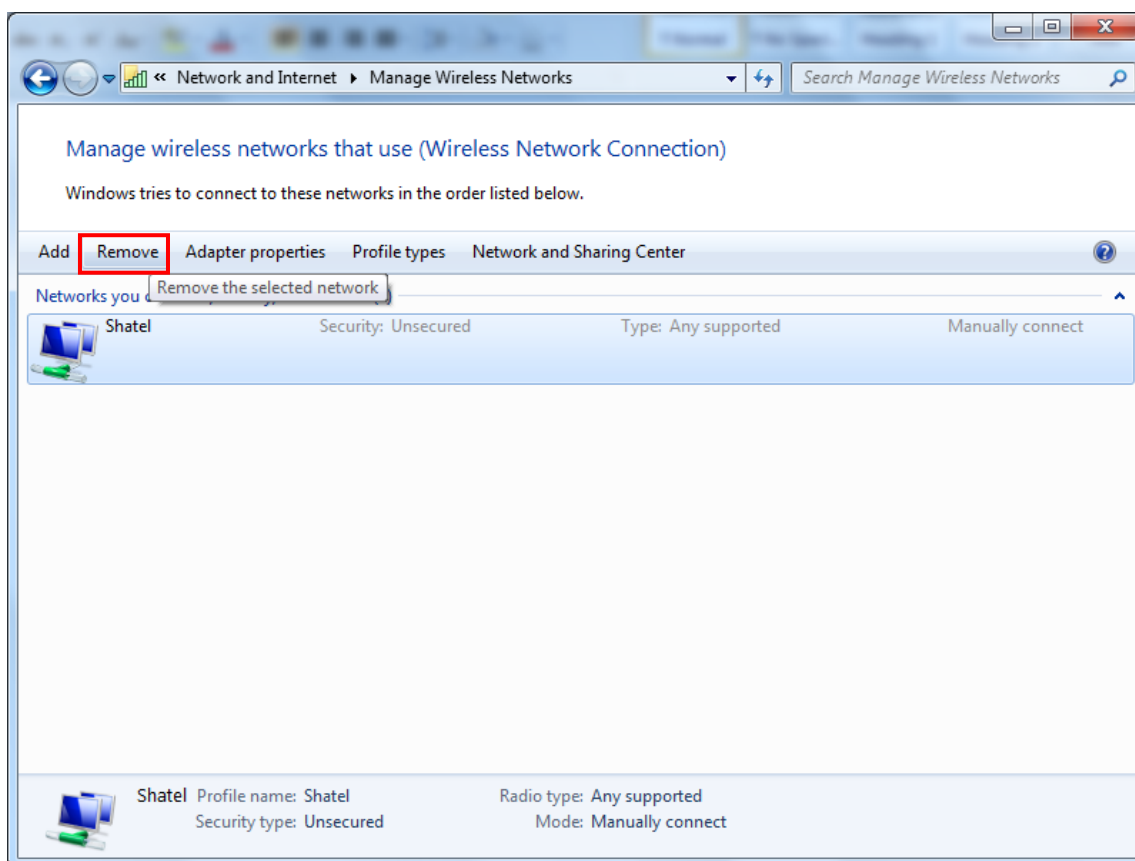 « Network and Internet ▸ Manage Wireless Networks
Search Manage Wireless Networks
Manage wireless networks that use (Wireless Network Connection)
Windows tries to connect to these networks in the order listed below.
Add Remove Adapter properties Profile types Network and Sharing Center
Remove the selected network
Networks you
Shatel Security: Unsecured Type: Any supported Manually connect
Shatel Profile name: Shatel Radio type: Any supported
Security type: Unsecured Mode: Manually connect